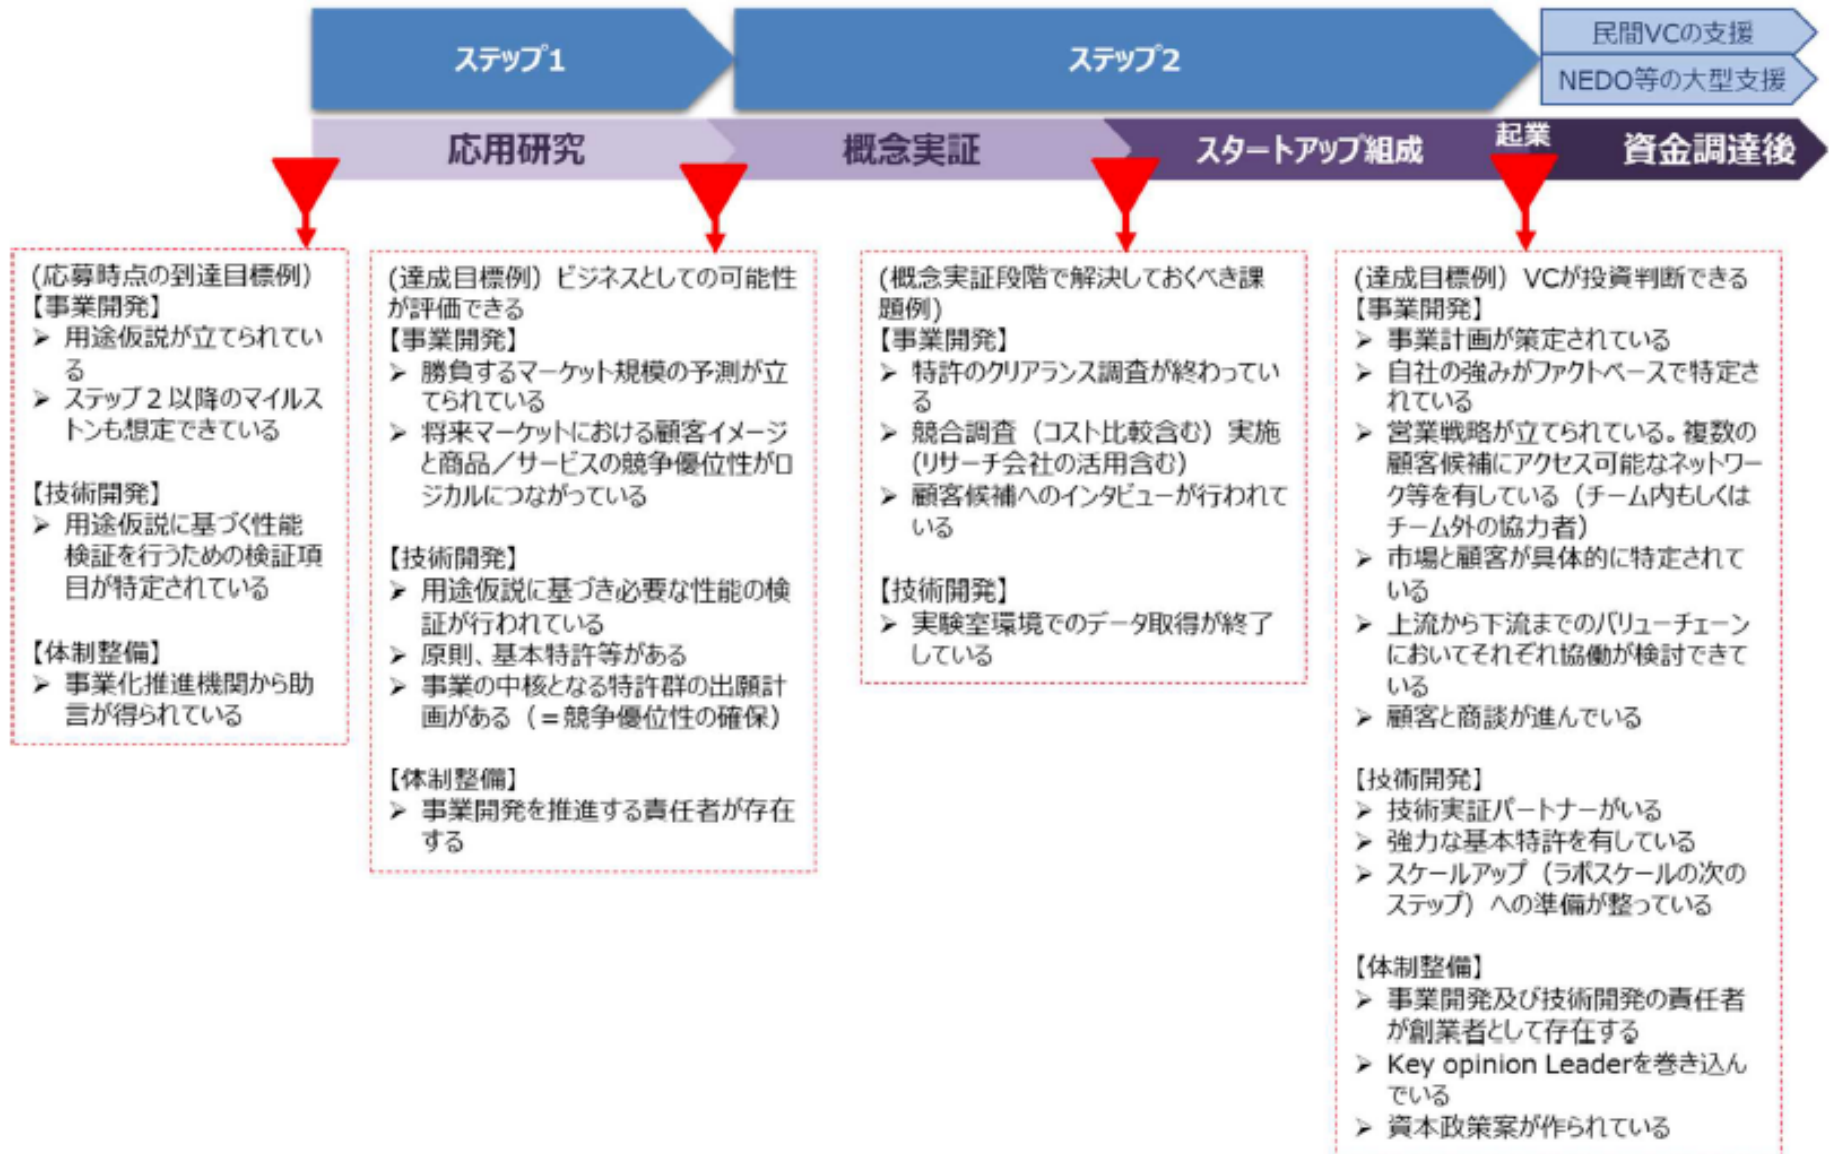 ステップ1
ステップ2
民間VCの支援
NEDO等の大型支援
応用研究
概念実証
スタートアップ組成
起業
資金調達後
(応募時点の到達目標例)
【事業開発】
➢ 用途仮説が立てられてい
る
➢ ステップ2以降のマイルス
トンも想定できている
【技術開発】
➢ 用途仮説に基づく性能
検証を行うための検証項
目が特定されている
【体制整備】
➢ 事業化推進機関から助
言が得られている
(達成目標例) ビジネスとしての可能性
が評価できる
【事業開発】
➢ 勝負するマーケット規模の予測が立
てられている
➢ 将来マーケットにおける顧客イメージ
と商品／サービスの競争優位性がロ
ジカルにつながっている
【技術開発】
➢ 用途仮説に基づき必要な性能の検
証が行われている
➢ 原則、基本特許等がある
➢ 事業の中核となる特許群の出願計
画がある（＝競争優位性の確保）
【体制整備】
➢ 事業開発を推進する責任者が存在
する
(概念実証段階で解決しておくべき課
題例)
【事業開発】
➢ 特許のクリアランス調査が終わってい
る
➢ 競合調査（コスト比較含む）実施
(リサーチ会社の活用含む)
➢ 顧客候補へのインタビューが行われて
いる
【技術開発】
➢ 実験室環境でのデータ取得が終了
している
(達成目標例) VCが投資判断できる
【事業開発】
➢ 事業計画が策定されている
➢ 自社の強みがファクトベースで特定さ
れている
➢ 営業戦略が立てられている。複数の
顧客候補にアクセス可能なネットワー
ク等を有している（チーム内もしくは
チーム外の協力者）
➢ 市場と顧客が具体的に特定されて
いる
➢ 上流から下流までのバリューチェーン
においてそれぞれ協働が検討できて
いる
➢ 顧客と商談が進んでいる
【技術開発】
➢ 技術実証パートナーがいる
➢ 強力な基本特許を有している
➢ スケールアップ（ラボスケールの次の
ステップ）への準備が整っている
【体制整備】
➢ 事業開発及び技術開発の責任者
が創業者として存在する
➢ Key opinion Leaderを巻き込ん
でいる
➢ 資本政策案が作られている